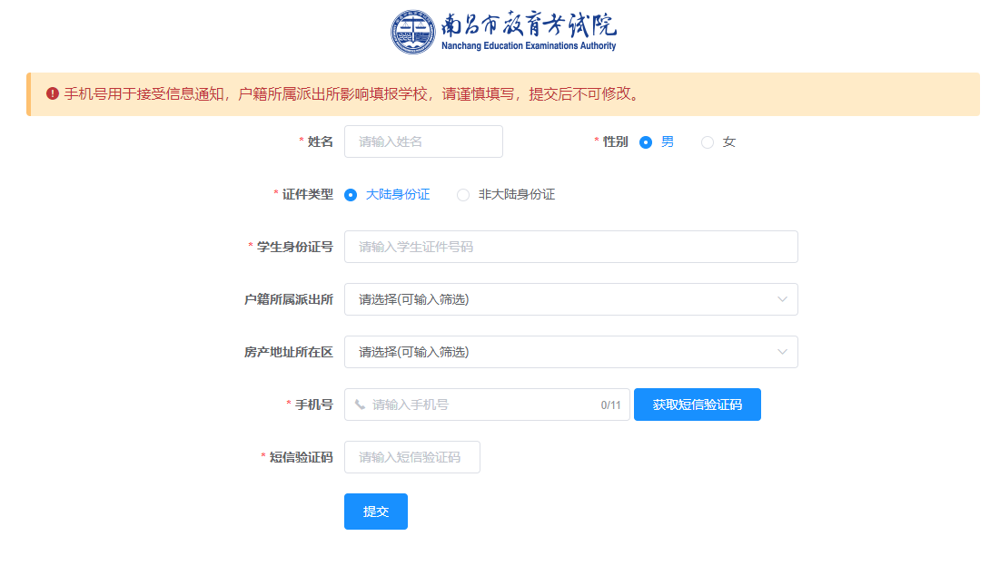 南昌市教育考试院
Nanchang Education Examinations Authority
手机号用于接受信息通知，户籍所属派出所影响填报学校，请谨慎填写，提交后不可修改。
* 姓名 请输入姓名 * 性别 男 女
* 证件类型 大陆身份证 非大陆身份证
* 学生身份证号 请输入学生证件号码
户籍所属派出所 请选择(可输入筛选)
房产地址所在区 请选择(可输入筛选)
* 手机号 请输入手机号 0/11 获取短信验证码
* 短信验证码 请输入短信验证码
提交